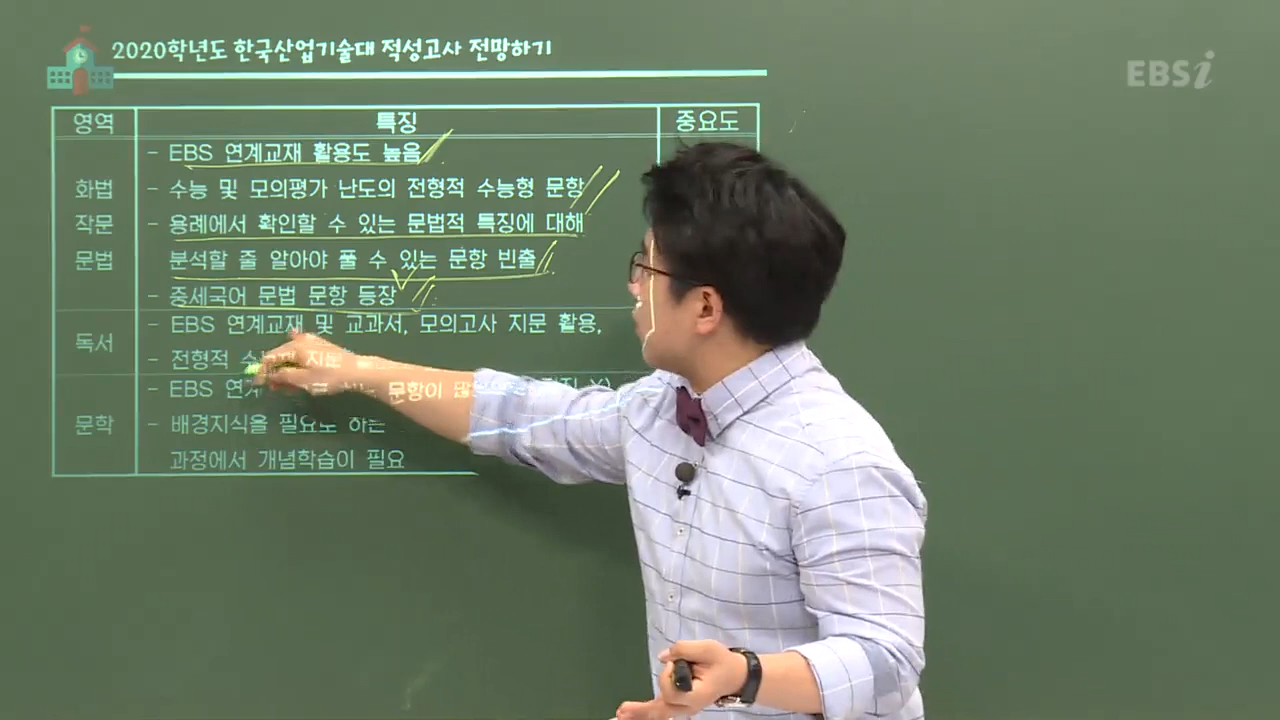 2020학년도 한국산업기술대 적성고사 전망하기
EBSi
영역 특징 중요도
화법
작문
문법
- EBS 연계교재 활용도 높음
- 수능 및 모의평가 난도의 전형적 수능형 문항
- 용례에서 확인할 수 있는 문법적 특징에 대해
분석할 줄 알아야 풀 수 있는 문항 빈출
- 중세국어 문법 문항 등장
독서
- EBS 연계교재 및 교과서, 모의고사 지문 활용,
- 전형적 지문
문학
- EBS 문항이
- 배경지식을 필요로 하는
과정에서 개념학습이 필요